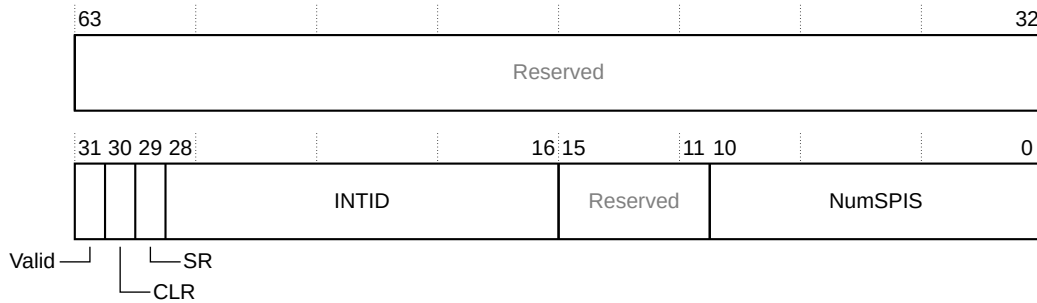 63 32
Reserved
31 30 29 28 16 15 11 10 0
INTID Reserved NumSPIS
Valid SR
CLR